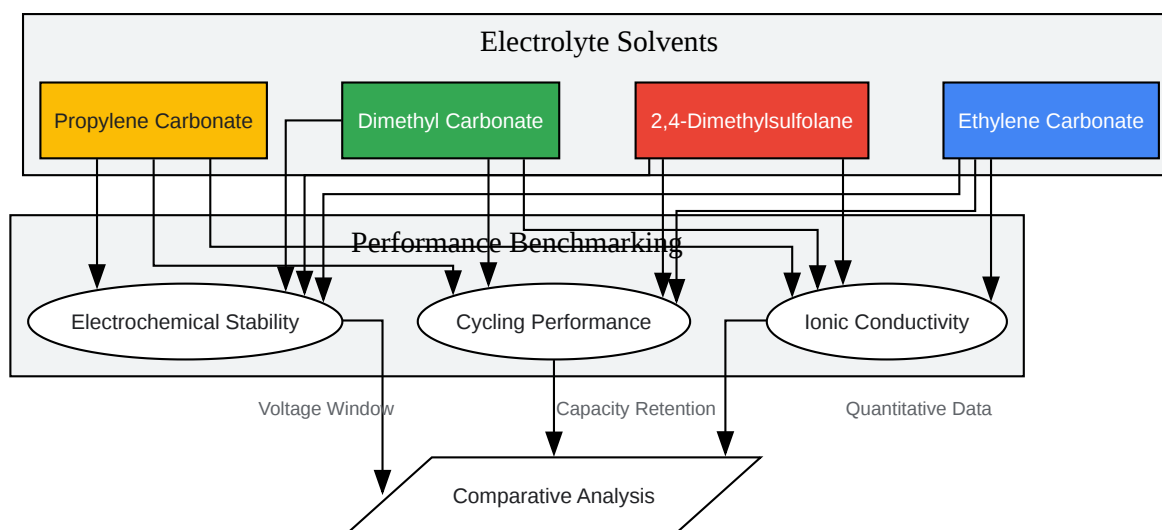 Electrolyte Solvents
Propylene Carbonate
Dimethyl Carbonate
2,4-Dimethylsulfolane
Ethylene Carbonate
Performance Benchmarking
Electrochemical Stability
Cycling Performance
Ionic Conductivity
Voltage Window
Capacity Retention
Quantitative Data
Comparative Analysis